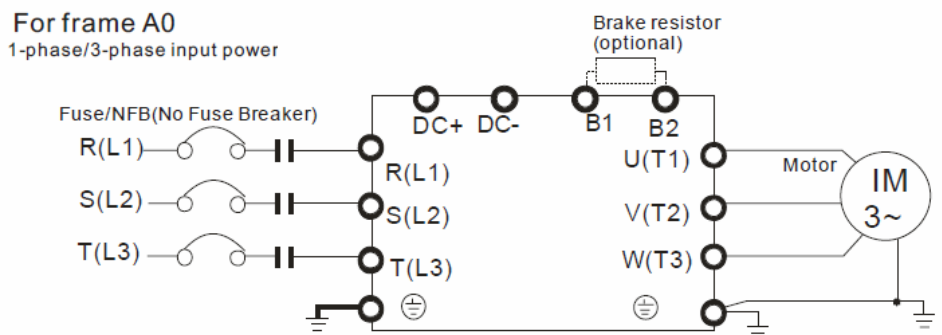 For frame A0
1-phase/3-phase input power
Brake resistor
(optional)
Fuse/NFB(No Fuse Breaker)
DC+ DC- B1 B2
R(L1)
R(L1)
U(T1)
Motor
IM
3~
S(L2)
S(L2)
V(T2)
T(L3)
T(L3)
W(T3)